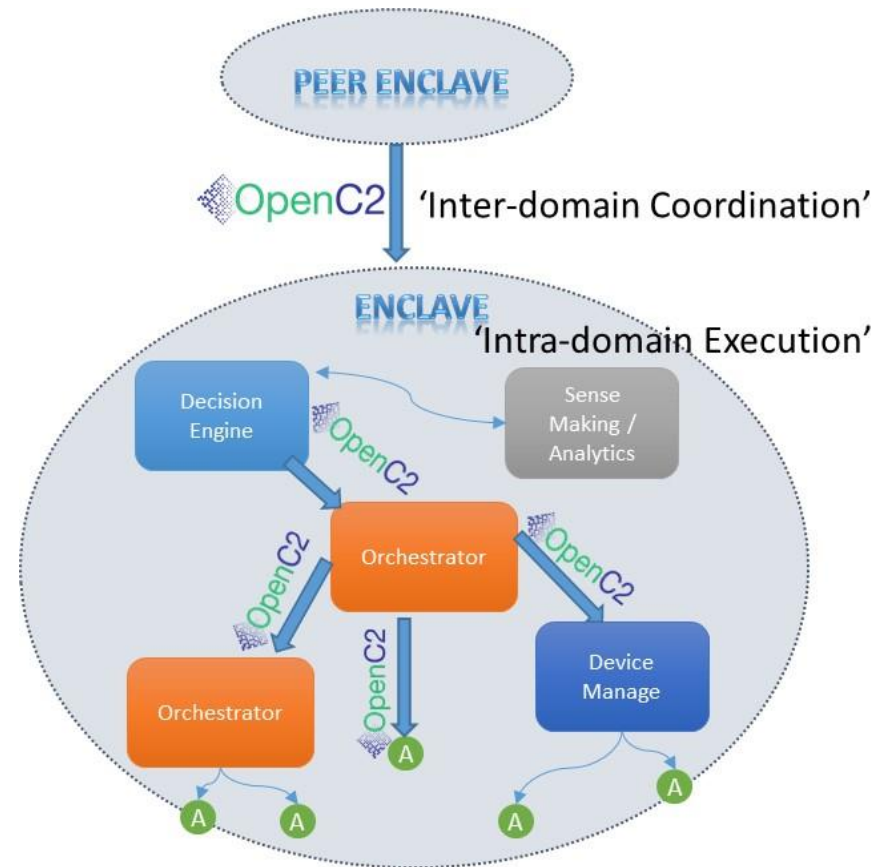 PEER ENCLAVE
OpenC2
'Inter-domain Coordination'
ENCLAVE
'Intra-domain Execution'
Decision
Engine
Sense
Making /
Analytics
OpenC2
Orchestrator
OpenC2
OpenC2
OpenC2
Orchestrator
Device
Manage
A
A
A
A
A